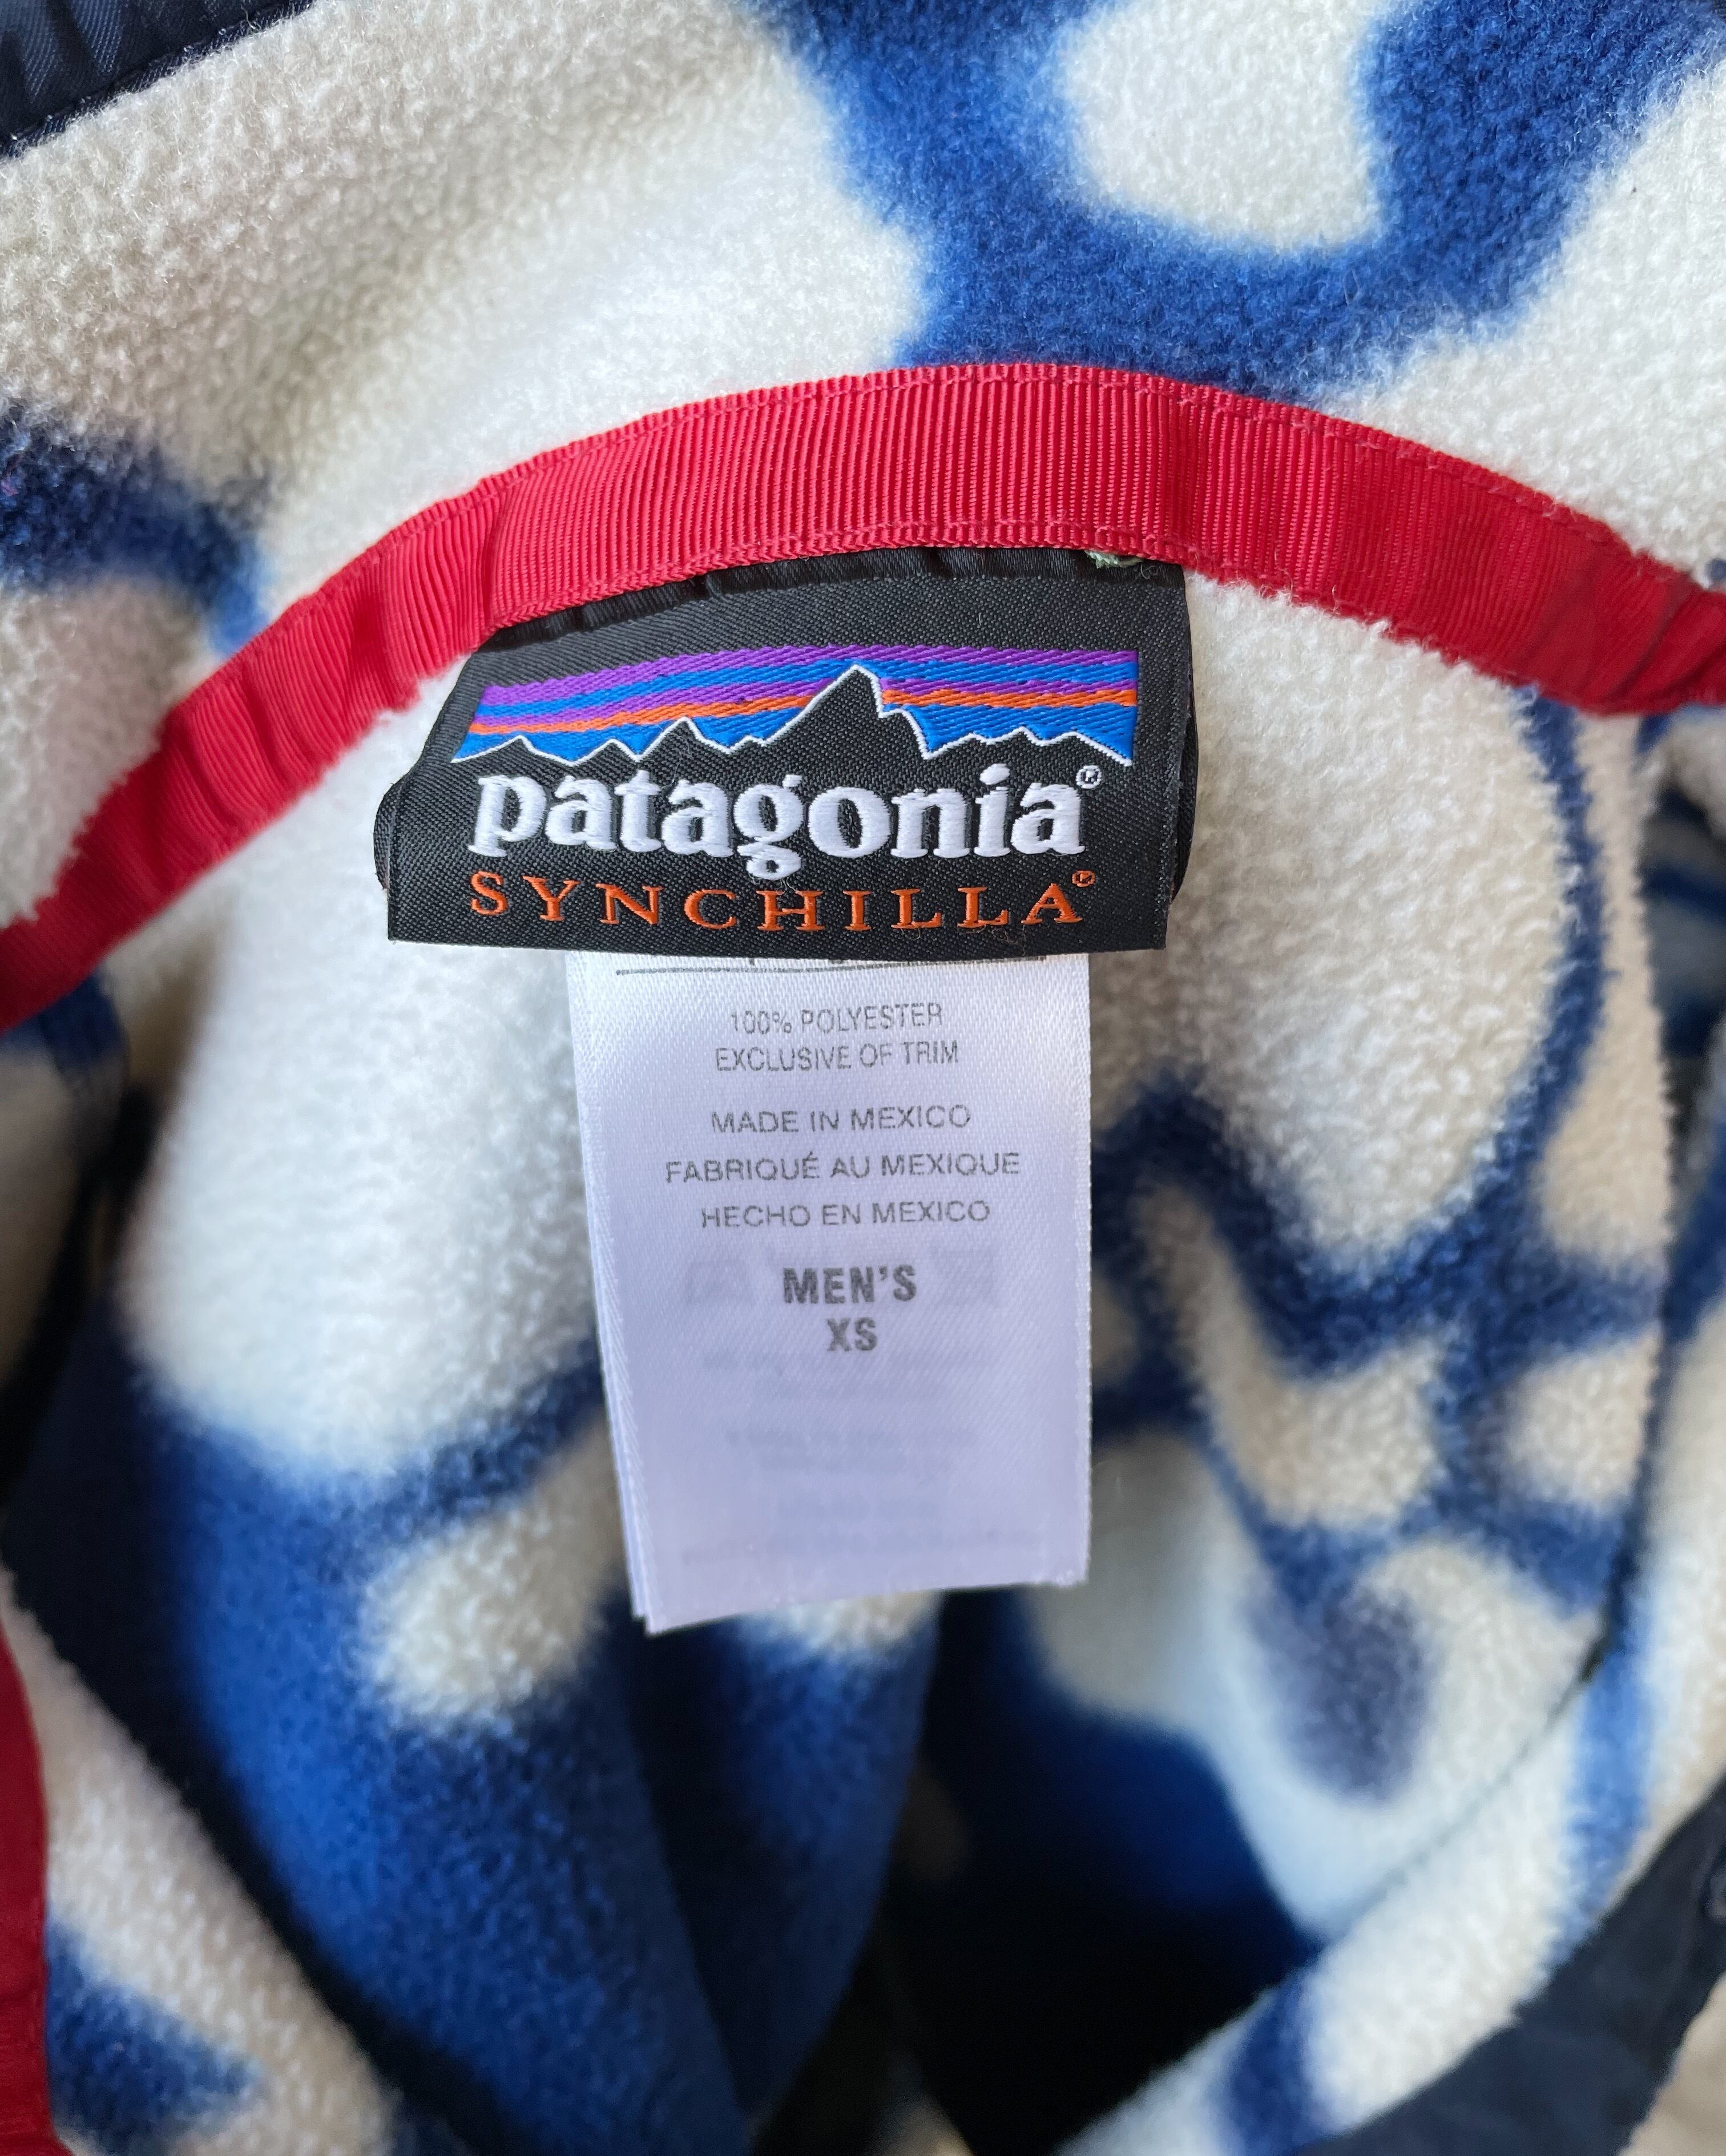 patagonia®
SYNCHILLA®
100% POLYESTER
EXCLUSIVE OF TRIM
MADE IN MEXICO
FABRIQUÉ AU MEXIQUE
HECHO EN MEXICO
MEN'S
XS